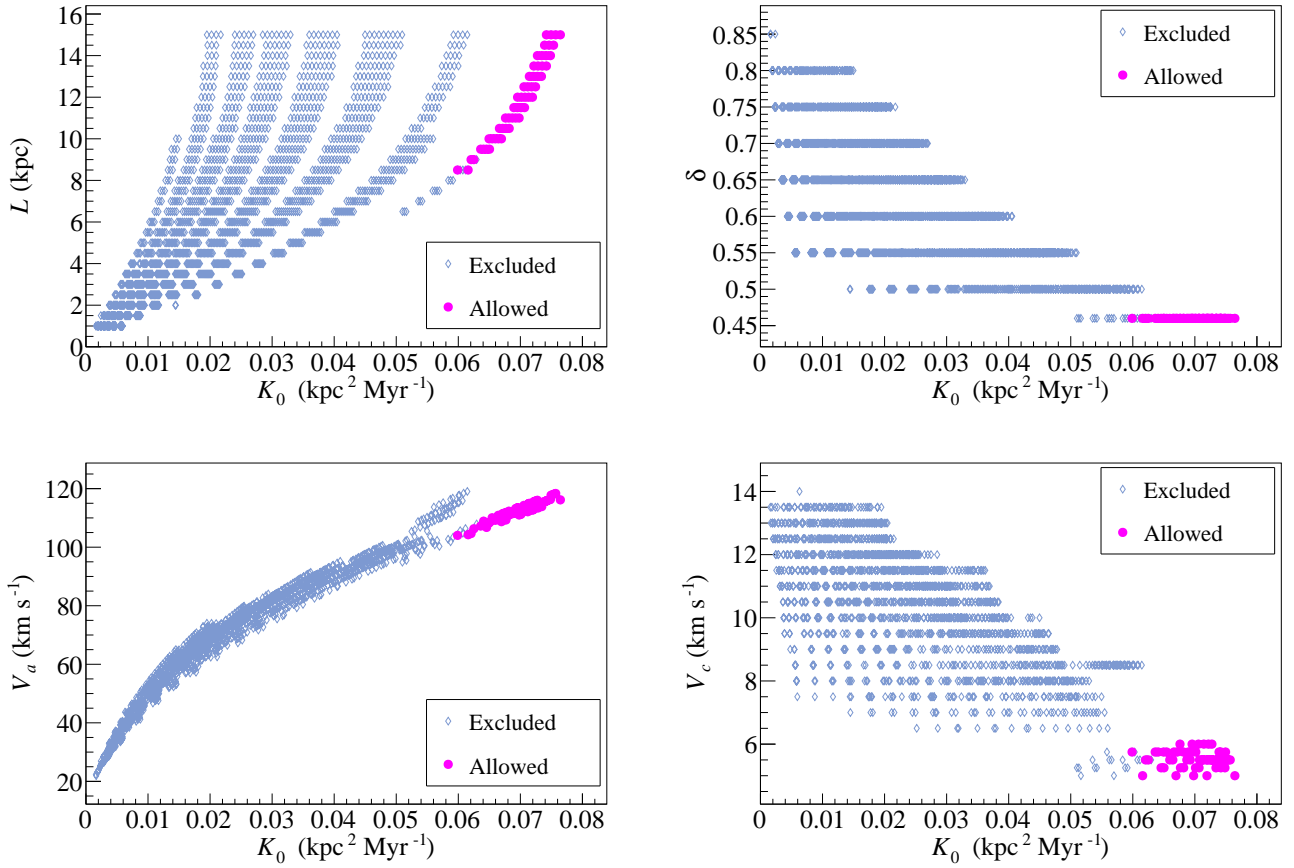 16
14
12
10
8
6
4
2
0
L (kpc)
Excluded
Allowed
0 0.01 0.02 0.03 0.04 0.05 0.06 0.07 0.08
K₀ (kpc² Myr⁻¹)
0.85
0.8
0.75
0.7
0.65
0.6
0.55
0.5
0.45
δ
Excluded
Allowed
0 0.01 0.02 0.03 0.04 0.05 0.06 0.07 0.08
K₀ (kpc² Myr⁻¹)
120
100
80
60
40
20
Vₐ (km s⁻¹)
Excluded
Allowed
0 0.01 0.02 0.03 0.04 0.05 0.06 0.07 0.08
K₀ (kpc² Myr⁻¹)
14
12
10
8
6
V_c (km s⁻¹)
Excluded
Allowed
0 0.01 0.02 0.03 0.04 0.05 0.06 0.07 0.08
K₀ (kpc² Myr⁻¹)